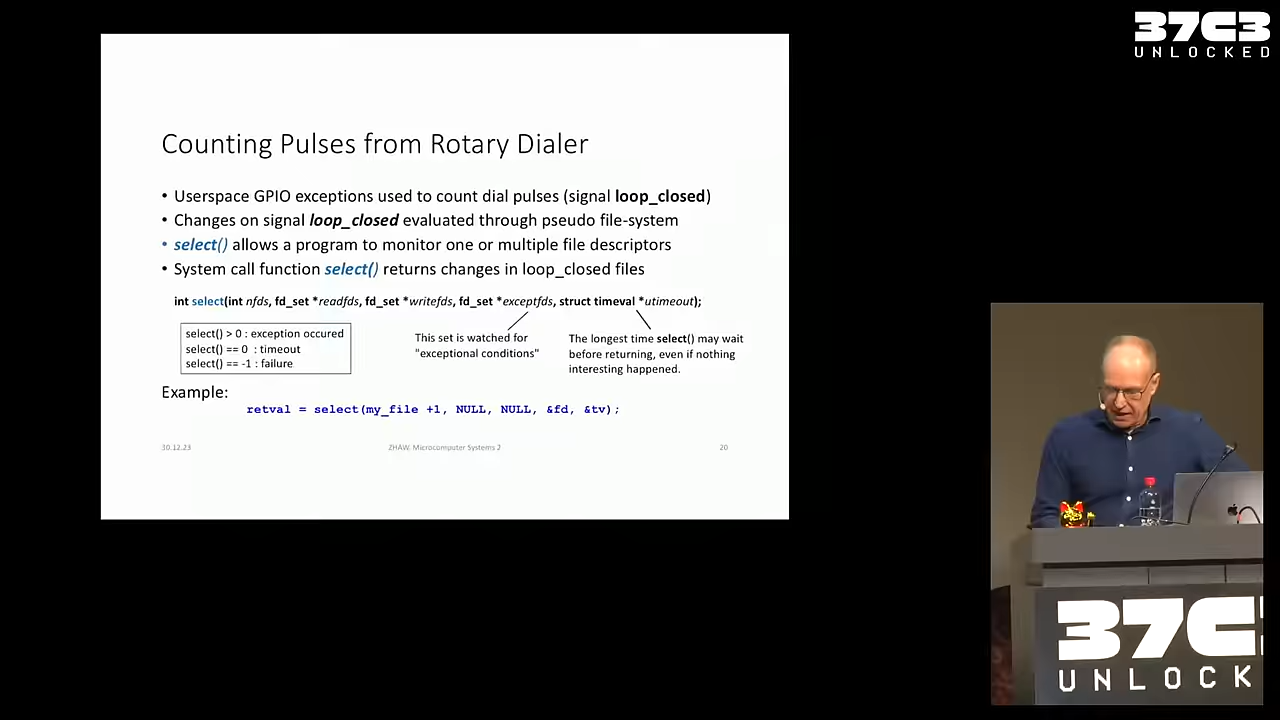 37C3
UNLOCKED
Counting Pulses from Rotary Dialer
• Userspace GPIO exceptions used to count dial pulses (signal loop_closed)
• Changes on signal loop_closed evaluated through pseudo file-system
• select() allows a program to monitor one or multiple file descriptors
• System call function select() returns changes in loop_closed files
int select(int nfds, fd_set *readfds, fd_set *writefds, fd_set *exceptfds, struct timeval *utimeout);
select() > 0 : exception occured
select() == 0 : timeout
select() == -1 : failure
This set is watched for
"exceptional conditions"
The longest time select() may wait
before returning, even if nothing
interesting happened.
Example:
retval = select(my_file +1, NULL, NULL, &fd, &tv);
30.12.23 ZHAW, Microcomputer Systems 2 20
37C
UNLOCK